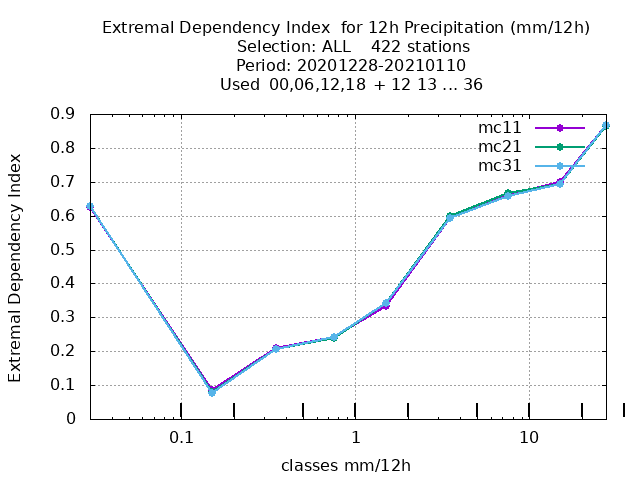 Extremal Dependency Index  for 12h Precipitation (mm/12h)
Selection: ALL    422 stations
Period: 20201228-20210110
Used  00,06,12,18  + 12 13 ... 36
mc11
mc21
mc31
0.9
0.8
0.7
0.6
0.5
0.4
0.3
0.2
0.1
0
Extremal Dependency Index
0.1 1 10
classes mm/12h